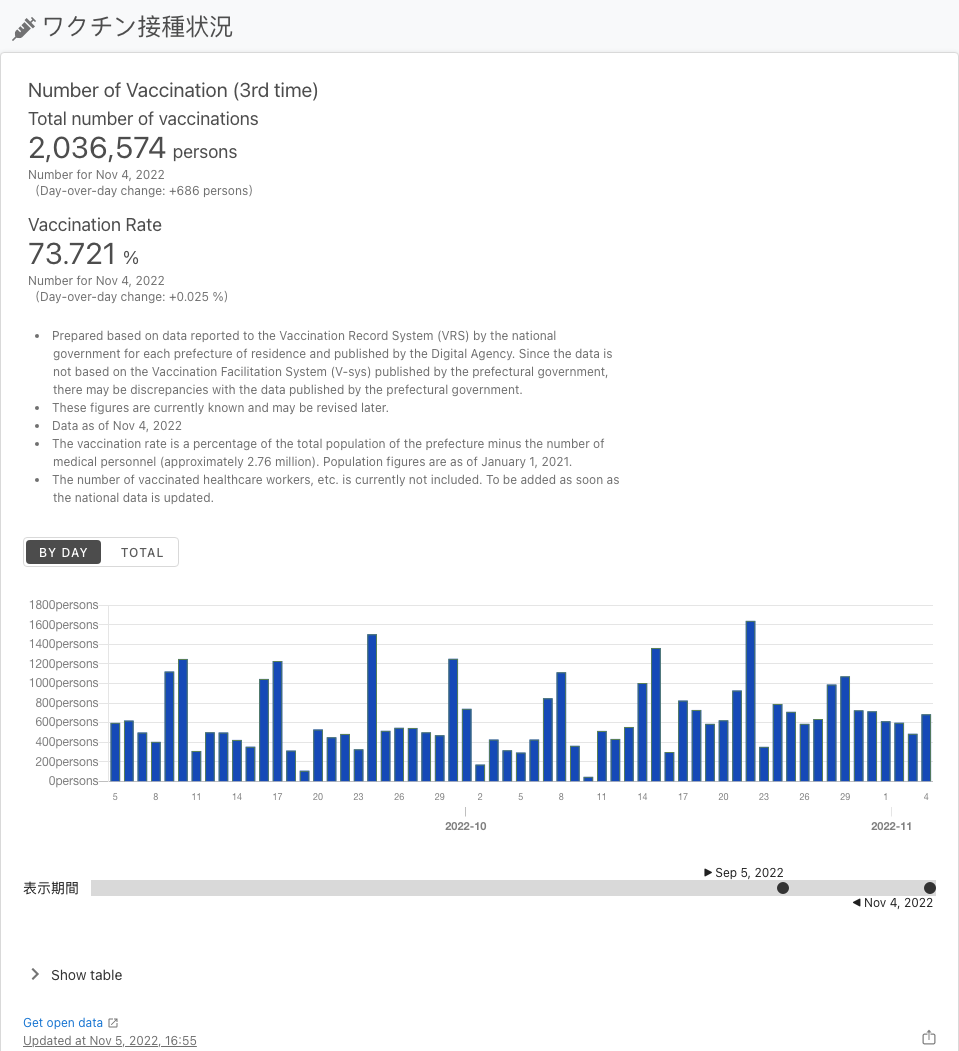 ワクチン接種状況
Number of Vaccination (3rd time)
Total number of vaccinations
2,036,574 persons
Number for Nov 4, 2022
(Day-over-day change: +686 persons)
Vaccination Rate
73.721 %
Number for Nov 4, 2022
(Day-over-day change: +0.025 %)
• Prepared based on data reported to the Vaccination Record System (VRS) by the national
government for each prefecture of residence and published by the Digital Agency. Since the data is
not based on the Vaccination Facilitation System (V-sys) published by the prefectural government,
there may be discrepancies with the data published by the prefectural government.
• These figures are currently known and may be revised later.
• Data as of Nov 4, 2022
• The vaccination rate is a percentage of the total population of the prefecture minus the number of
medical personnel (approximately 2.76 million). Population figures are as of January 1, 2021.
• The number of vaccinated healthcare workers, etc. is currently not included. To be added as soon as
the national data is updated.
BY DAY TOTAL
1800persons
1600persons
1400persons
1200persons
1000persons
800persons
600persons
400persons
200persons
0persons
5 8 11 14 17 20 23 26 29 2 5 8 11 14 17 20 23 26 29 1 4
2022-10 2022-11
Sep 5, 2022
表示期間
Nov 4, 2022
Show table
Get open data
Updated at Nov 5, 2022, 16:55